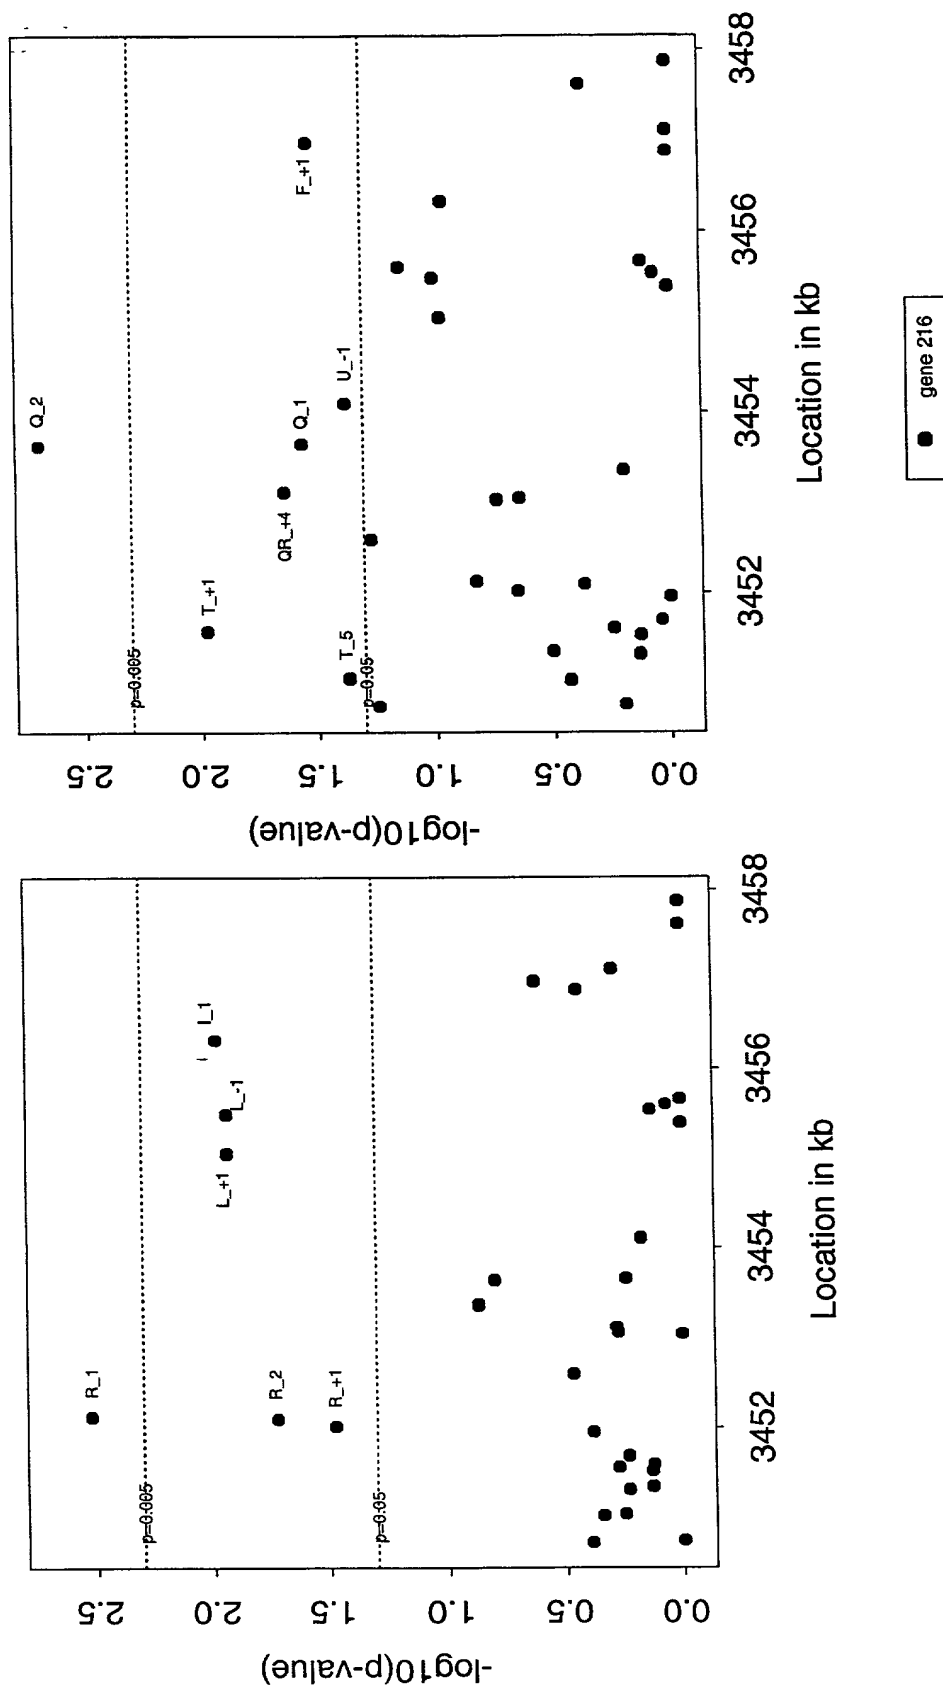 3458
3456
3454
3452
Location in kb
2.5
2.0
1.5
1.0
0.5
0.0
-log10(p-value)
p=0.005
p=0.05
Q_2
F_+1
U_-1
Q_1
QR_+4
T_+1
T_5
gene 216
3458
3456
3454
3452
Location in kb
2.5
2.0
1.5
1.0
0.5
0.0
-log10(p-value)
p=0.005
p=0.05
I_1
L_-1
L_+1
R_1
R_2
R_+1